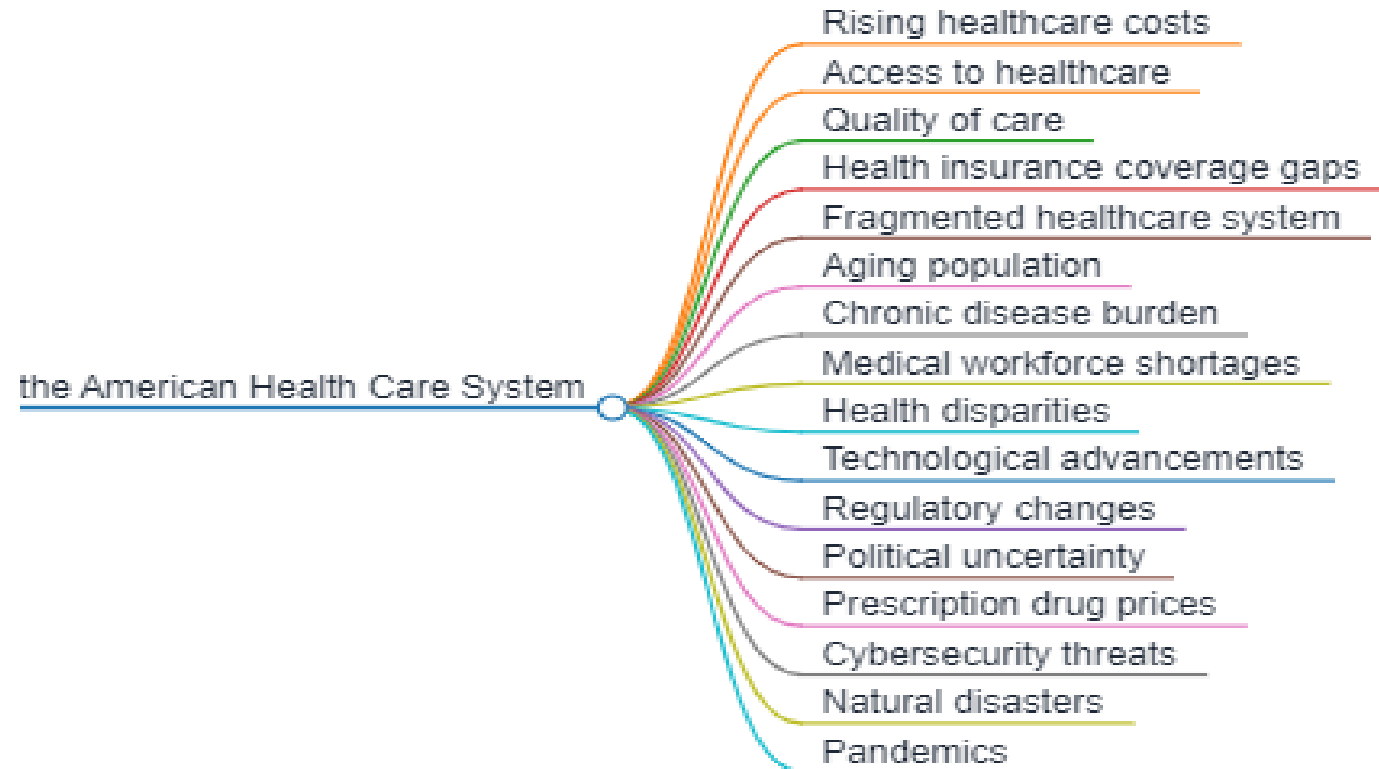 Rising healthcare costs
Access to healthcare
Quality of care
Health insurance coverage gaps
Fragmented healthcare system
Aging population
Chronic disease burden
the American Health Care System
Medical workforce shortages
Health disparities
Technological advancements
Regulatory changes
Political uncertainty
Prescription drug prices
Cybersecurity threats
Natural disasters
Pandemics